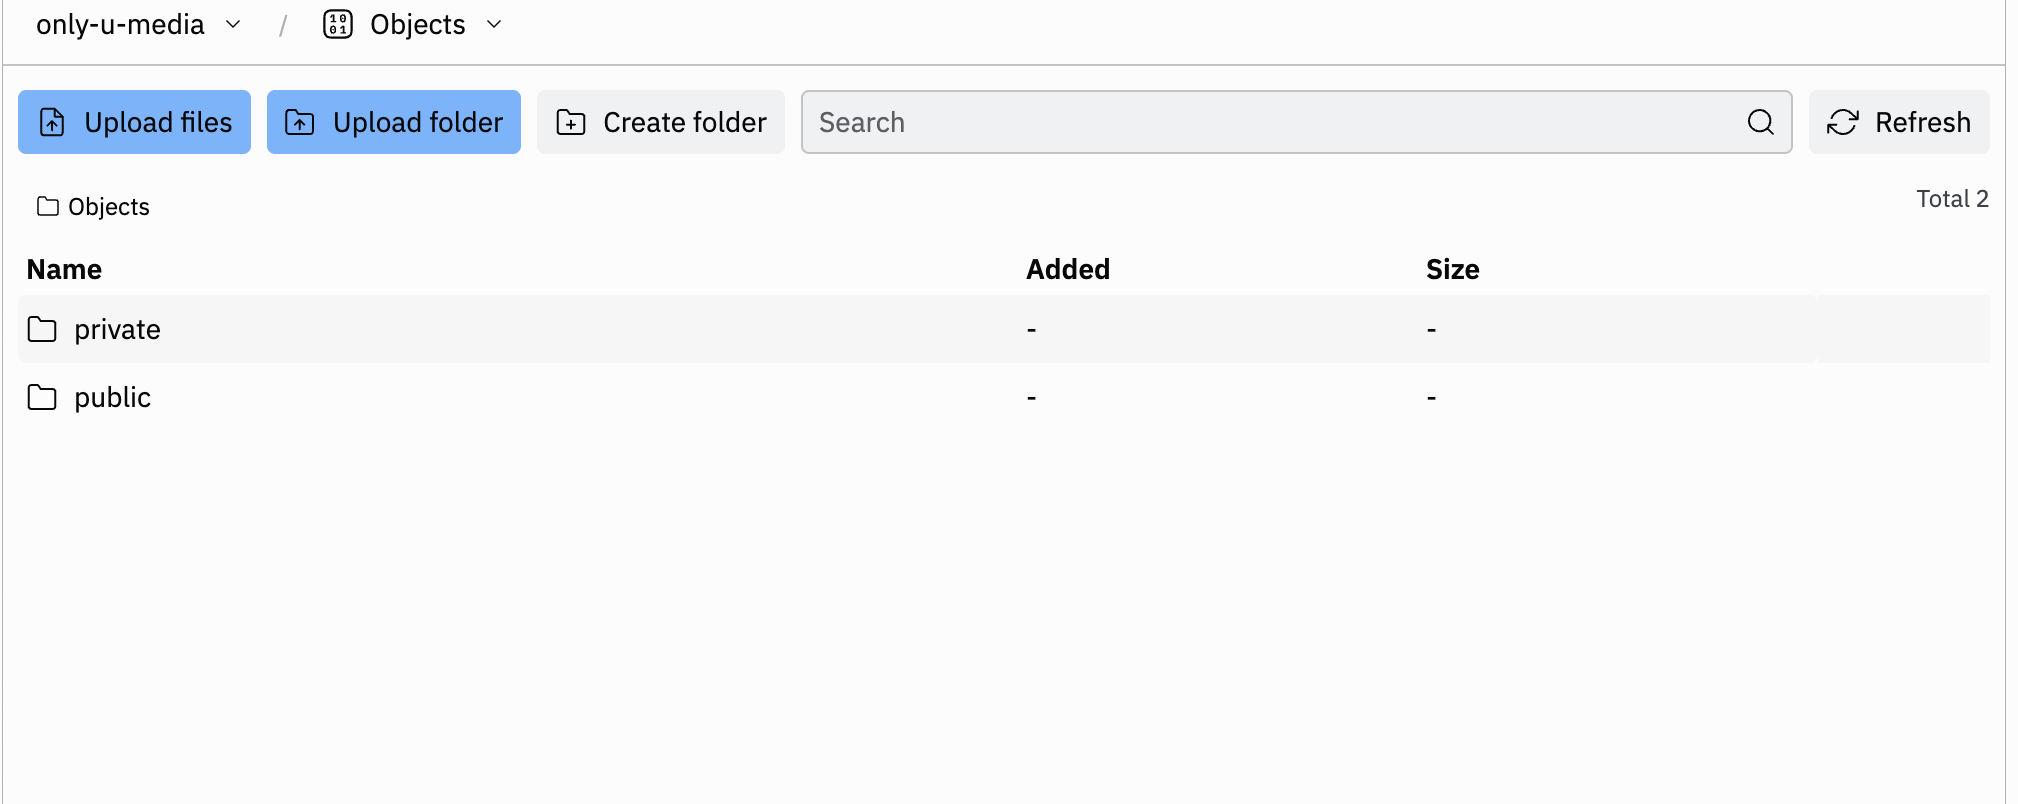 only-u-media / Objects
Upload files Upload folder Create folder Search Refresh
Objects Total 2
Name Added Size
private - -
public - -